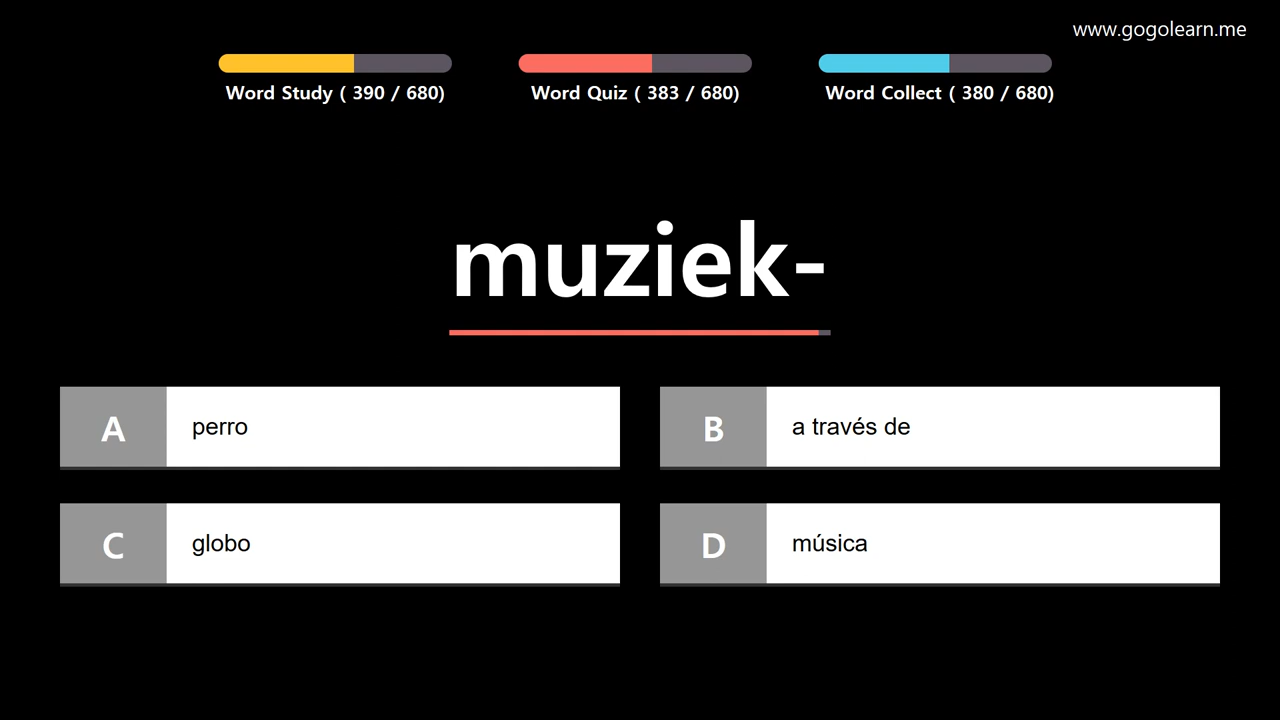 www.gogolearn.me
Word Study ( 390 / 680)
Word Quiz ( 383 / 680)
Word Collect ( 380 / 680)
muziek-
A perro
B a través de
C globo
D música